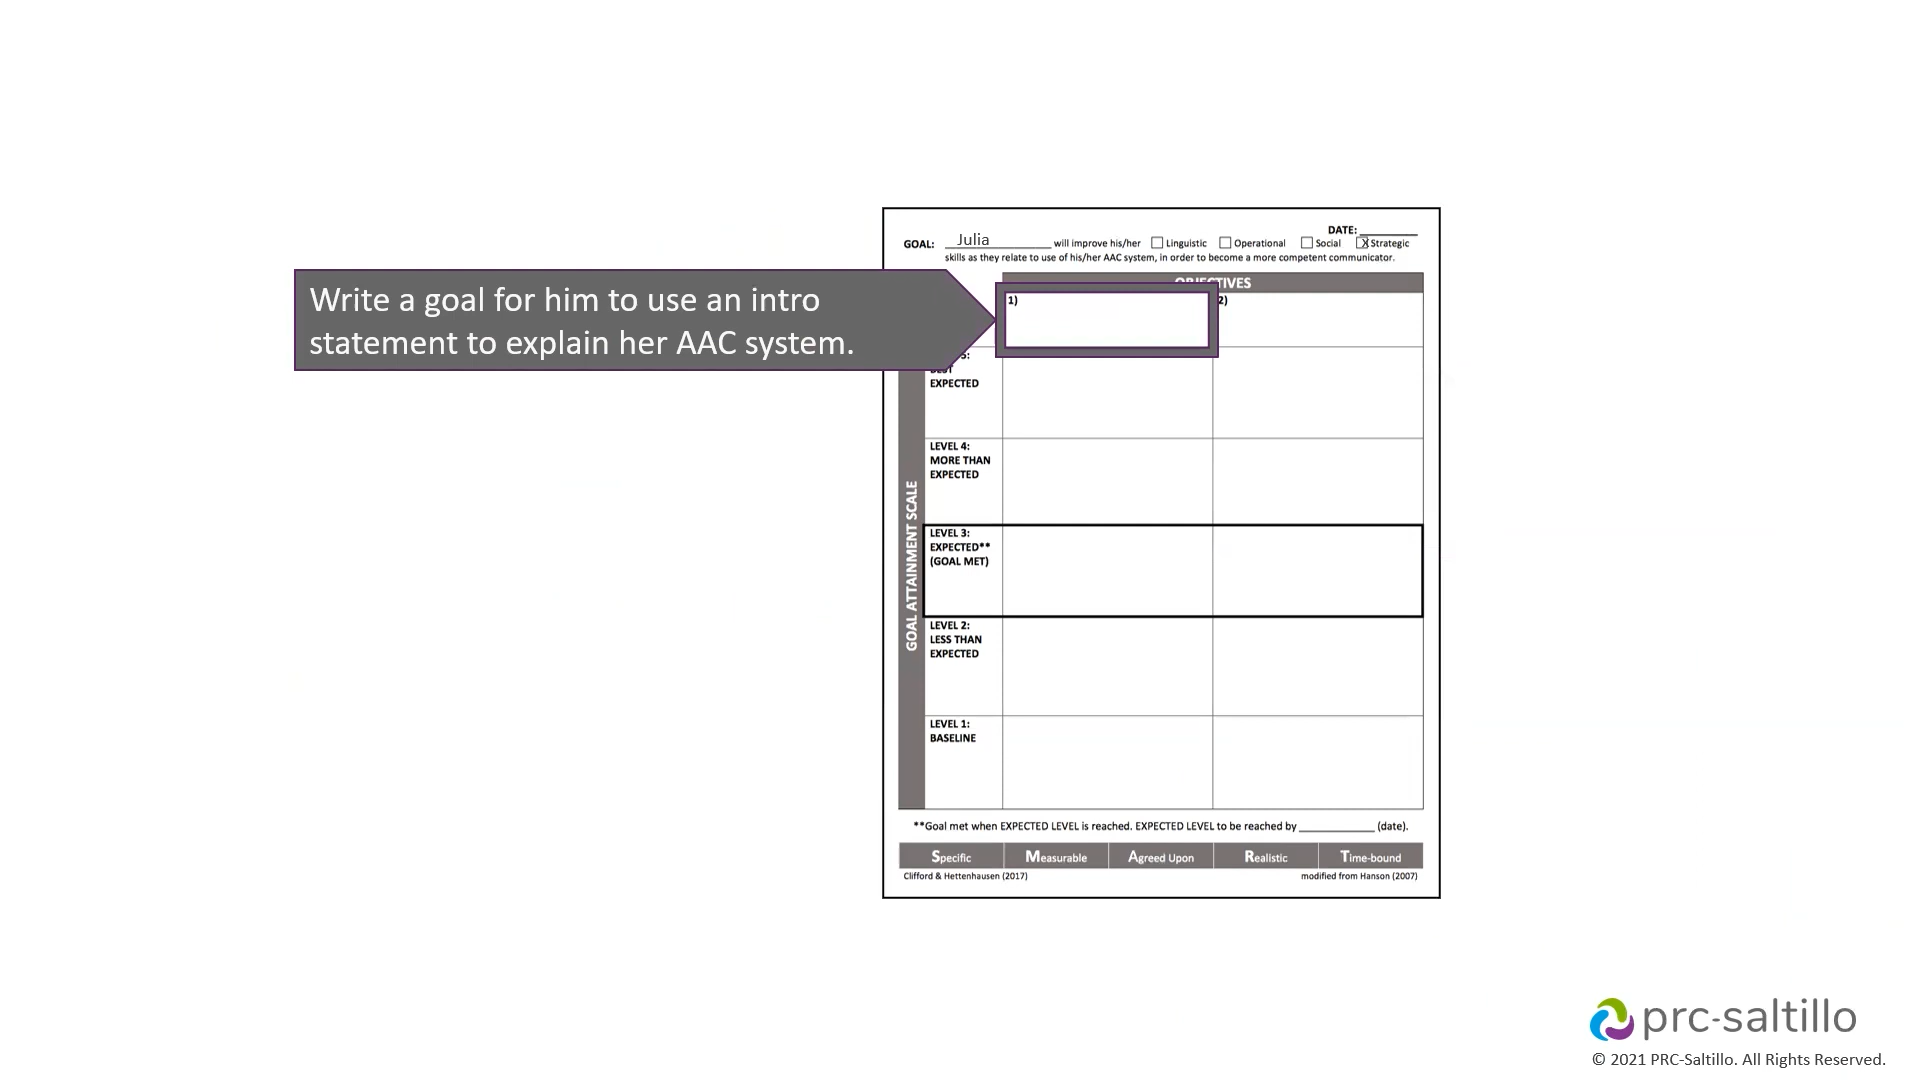 DATE: ________
GOAL: Julia will improve his/her Linguistic Operational Social X Strategic
skills as they relate to use of his/her AAC system, in order to become a more competent communicator.
Write a goal for him to use an intro
statement to explain her AAC system.
OBJECTIVES
1) 2)
5:
BEST
EXPECTED
LEVEL 4:
MORE THAN
EXPECTED
GOAL ATTAINMENT SCALE
LEVEL 3:
EXPECTED**
(GOAL MET)
LEVEL 2:
LESS THAN
EXPECTED
LEVEL 1:
BASELINE
**Goal met when EXPECTED LEVEL is reached. EXPECTED LEVEL to be reached by ____________ (date).
Specific Measurable Agreed Upon Realistic Time-bound
Clifford & Hettenhausen (2017) modified from Hanson (2007)
prc-saltillo
© 2021 PRC-Saltillo. All Rights Reserved.